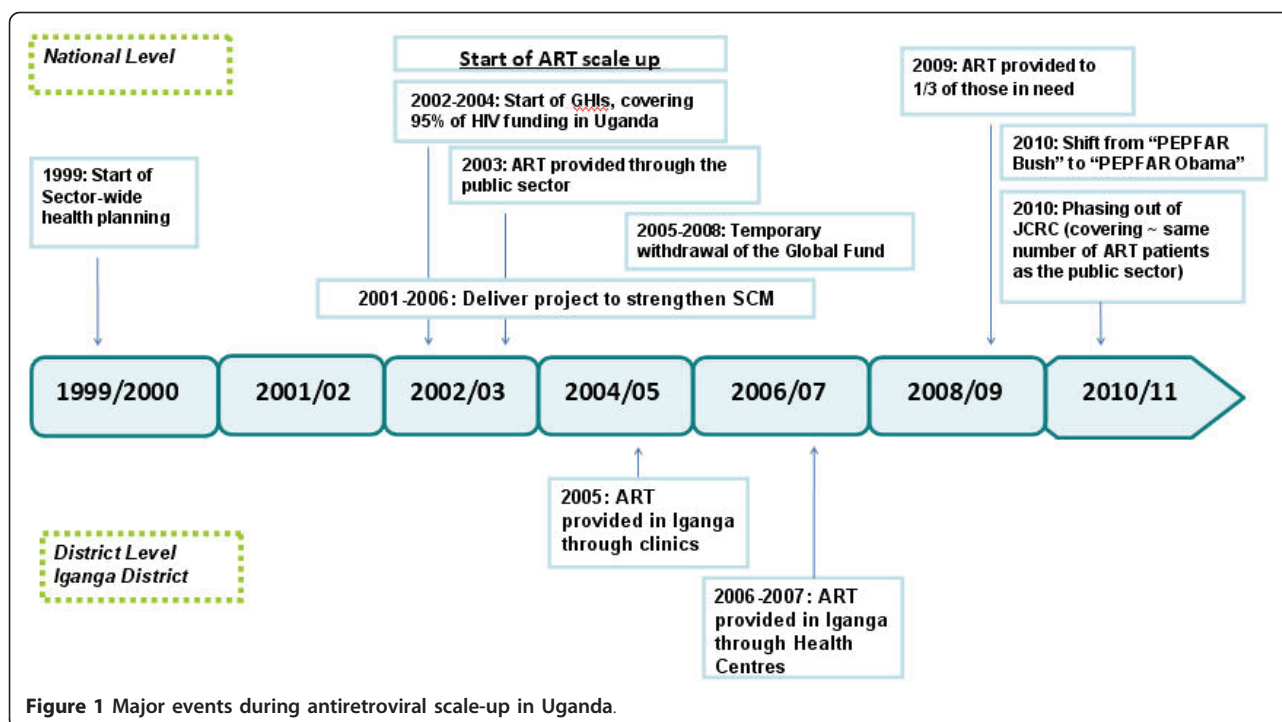 National Level
Start of ART scale up
2002-2004: Start of GHIs, covering
95% of HIV funding in Uganda
2009: ART provided to
1/3 of those in need
2003: ART provided through the
public sector
2010: Shift from “PEPFAR
Bush” to “PEPFAR Obama”
1999: Start of
Sector-wide
health planning
2005-2008: Temporary
withdrawal of the Global Fund
2010: Phasing out of
JCRC (covering ~ same
number of ART patients
as the public sector)
2001-2006: Deliver project to strengthen SCM
1999/2000
2001/02
2002/03
2004/05
2006/07
2008/09
2010/11
2005: ART
provided in Iganga
through clinics
District Level
Iganga District
2006-2007: ART
provided in Iganga
through Health
Centres
Figure 1 Major events during antiretroviral scale-up in Uganda.